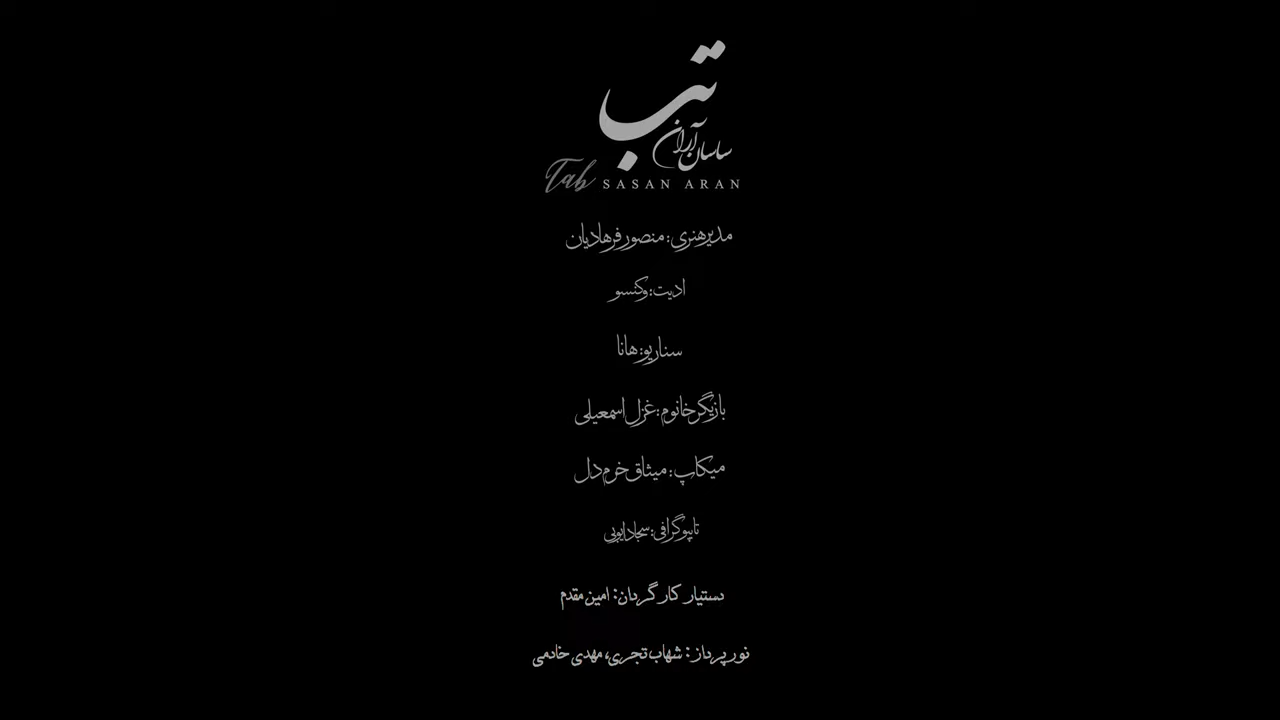 تب
ساسان آران
Tab SASAN ARAN
مدیر هنری: منصور فرهادیان
ادیت: وکنسو
سناریو: هانا
بازیگر خانوم: غزل اسمعیلی
میکاپ: میثاق خرم دل
تایپوگرافی: سجاد ایوبی
دستیار کارگردان: امین مقدم
نورپرداز: شهاب تجری، مهدی خادمی